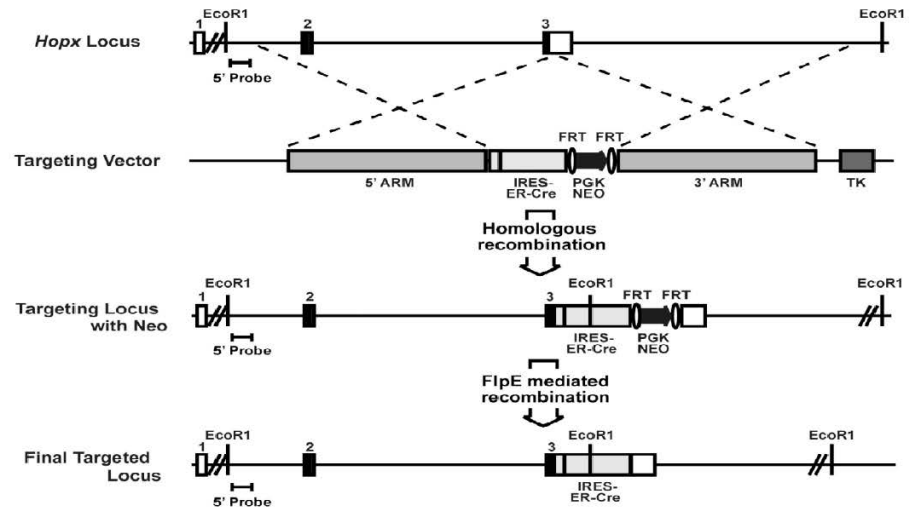 1 EcoR1 2 3 EcoR1
Hopx Locus
5' Probe
FRT FRT
Targeting Vector
5' ARM IRES- PGK 3' ARM TK
ER-Cre NEO
Homologous
recombination
EcoR1 EcoR1 EcoR1
1 2 3 FRT FRT
Targeting Locus
with Neo
5' Probe IRES- PGK
ER-Cre NEO
FlpE mediated
recombination
EcoR1 EcoR1 EcoR1
1 2 3
Final Targeted
Locus
5' Probe IRES-
ER-Cre